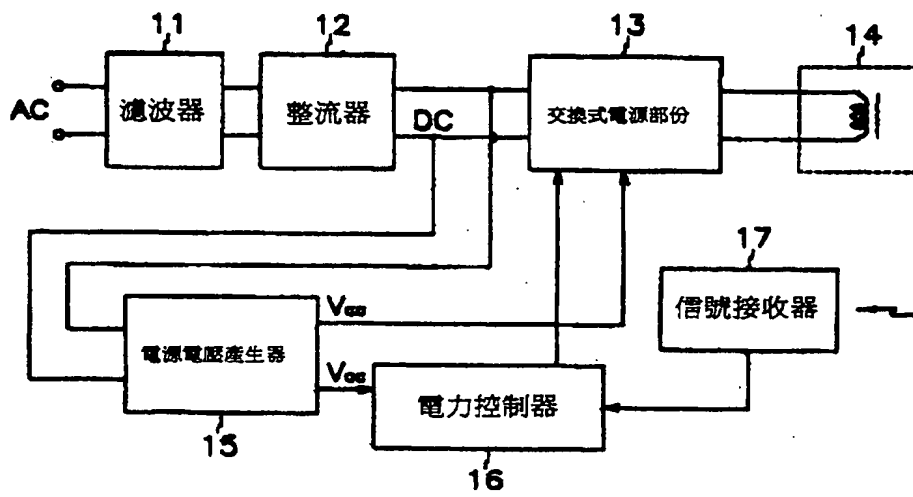 11
12
13
14
AC
濾波器
整流器
DC
交換式電源部份
17
信號接收器
電源電壓產生器
Vcc
Vcc
電力控制器
15
16